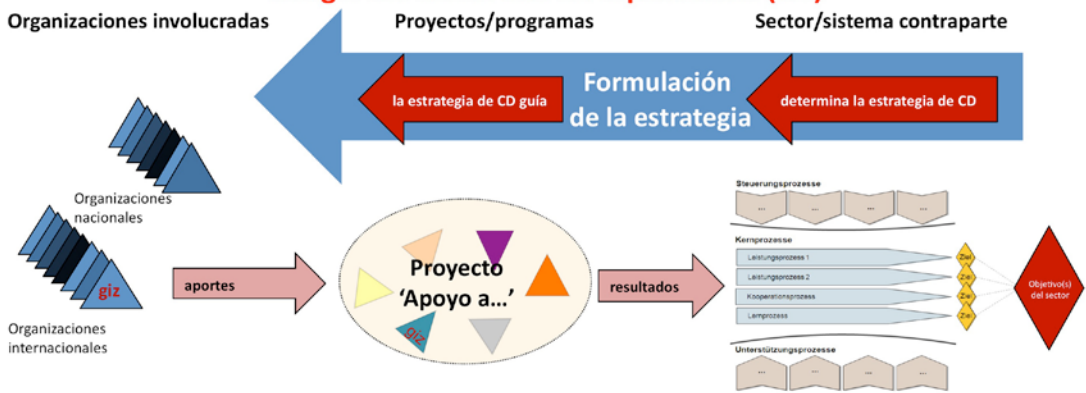 Organizaciones involucradas
Proyectos/programas
Sector/sistema contraparte
la estrategia de CD guía
Formulación
de la estrategia
determina la estrategia de CD
Organizaciones
nacionales
giz
Organizaciones
internacionales
aportes
Proyecto
‘Apoyo a…’
giz
resultados
Steuerungsprozesse
... ... ... ...
Kernprozesse
Leistungsprozess 1
Ziel
Leistungsprozess 2
Ziel
Kooperationsprozess
Ziel
Lernprozess
Ziel
Unterstützungsprozesse
... ... ... ...
Objetivo(s)
del sector